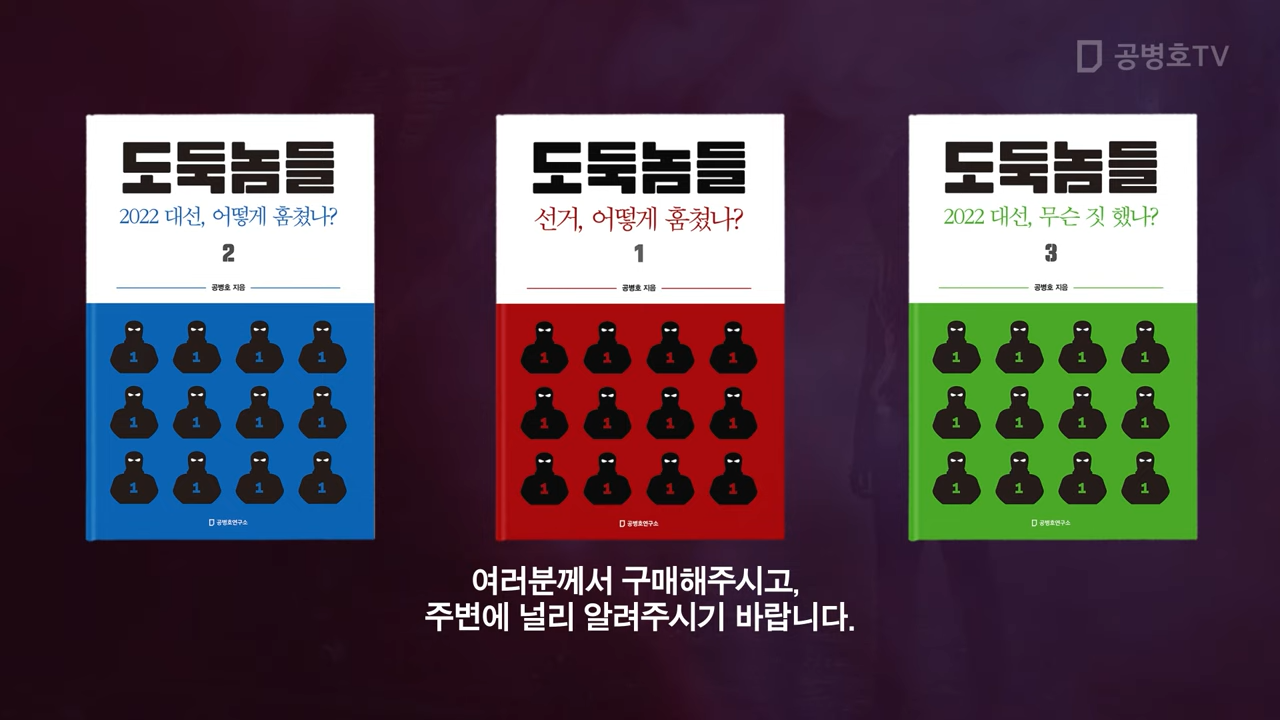 공병호TV
도둑놈들
2022 대선, 어떻게 훔쳤나?
2
공병호 지음
1 1 1 1
1 1 1 1
1 1 1 1
공병호연구소
도둑놈들
선거, 어떻게 훔쳤나?
1
공병호 지음
1 1 1 1
1 1 1 1
1 1 1 1
공병호연구소
도둑놈들
2022 대선, 무슨 짓 했나?
3
공병호 지음
1 1 1 1
1 1 1 1
1 1 1 1
공병호연구소
여러분께서 구매해주시고,
주변에 널리 알려주시기 바랍니다.